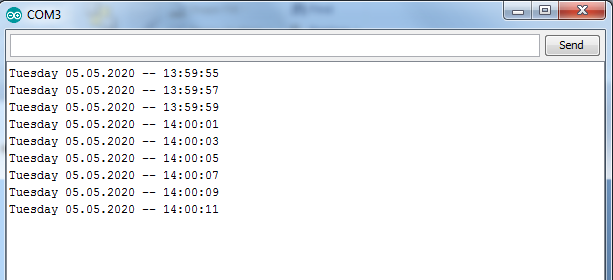 COM3
Send
Tuesday 05.05.2020 -- 13:59:55
Tuesday 05.05.2020 -- 13:59:57
Tuesday 05.05.2020 -- 13:59:59
Tuesday 05.05.2020 -- 14:00:01
Tuesday 05.05.2020 -- 14:00:03
Tuesday 05.05.2020 -- 14:00:05
Tuesday 05.05.2020 -- 14:00:07
Tuesday 05.05.2020 -- 14:00:09
Tuesday 05.05.2020 -- 14:00:11